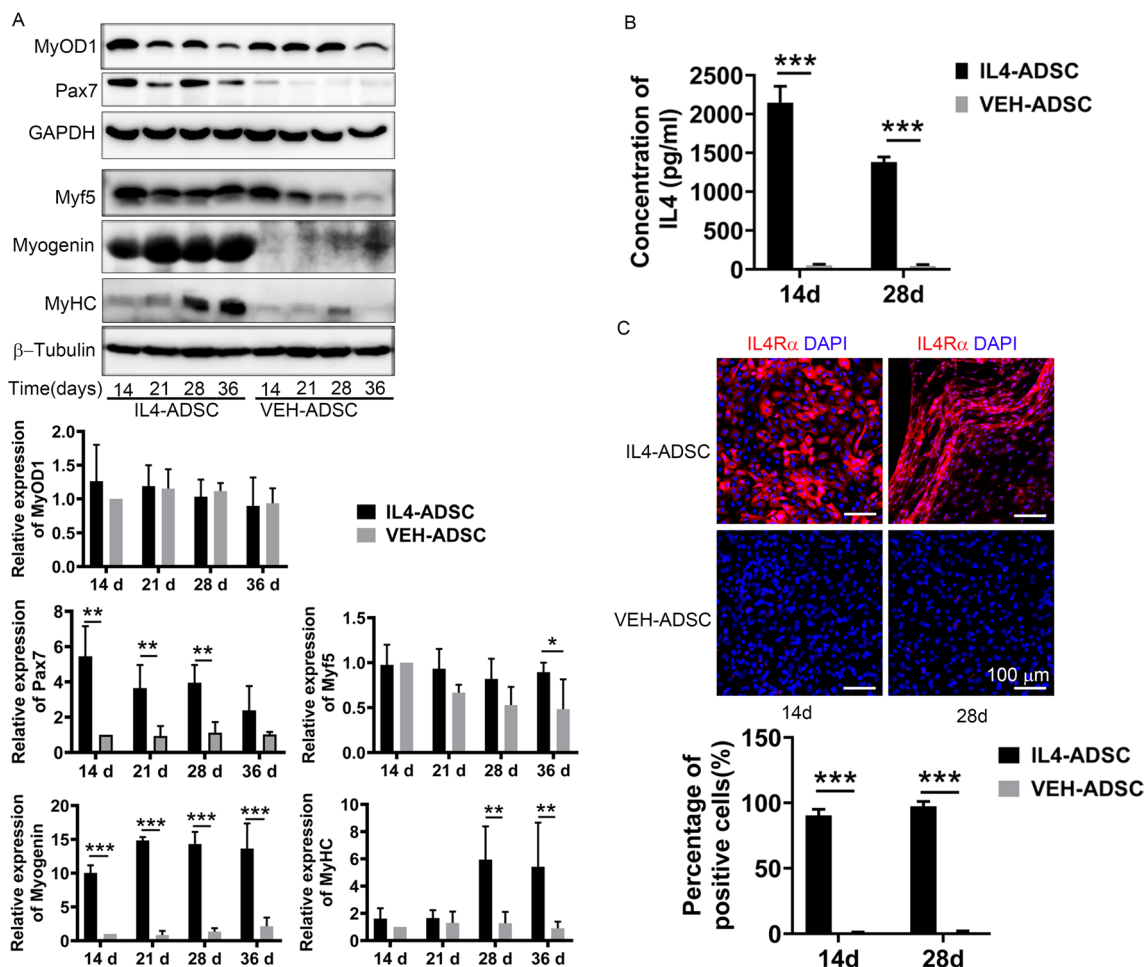 A
MyOD1
Pax7
GAPDH
Myf5
Myogenin
MyHC
β−Tubulin
Time(days) 14 21 28 36 14 21 28 36
IL4-ADSC VEH-ADSC
Relative expression
of MyOD1
2.0
1.5
1.0
0.5
0.0
14 d 21 d 28 d 36 d
IL4-ADSC
VEH-ADSC
Relative expression
of Pax7
8
6
4
2
0
** ** **
14 d 21 d 28 d 36 d
Relative expression
of Myf5
1.5
1.0
0.5
0.0
*
14 d 21 d 28 d 36 d
Relative expression
of Myogenin
20
15
10
5
0
*** *** *** ***
14 d 21 d 28 d 36 d
Relative expression
of MyHC
10
8
6
4
2
0
** **
14 d 21 d 28 d 36 d
B
Concentration of
IL4 (pg/ml)
2500
2000
1500
1000
500
0
*** ***
14d 28d
IL4-ADSC
VEH-ADSC
C
IL4Rα DAPI IL4Rα DAPI
IL4-ADSC
VEH-ADSC
100 μm
14d 28d
Percentage of
positive cells(%)
150
100
50
0
*** ***
14d 28d
IL4-ADSC
VEH-ADSC